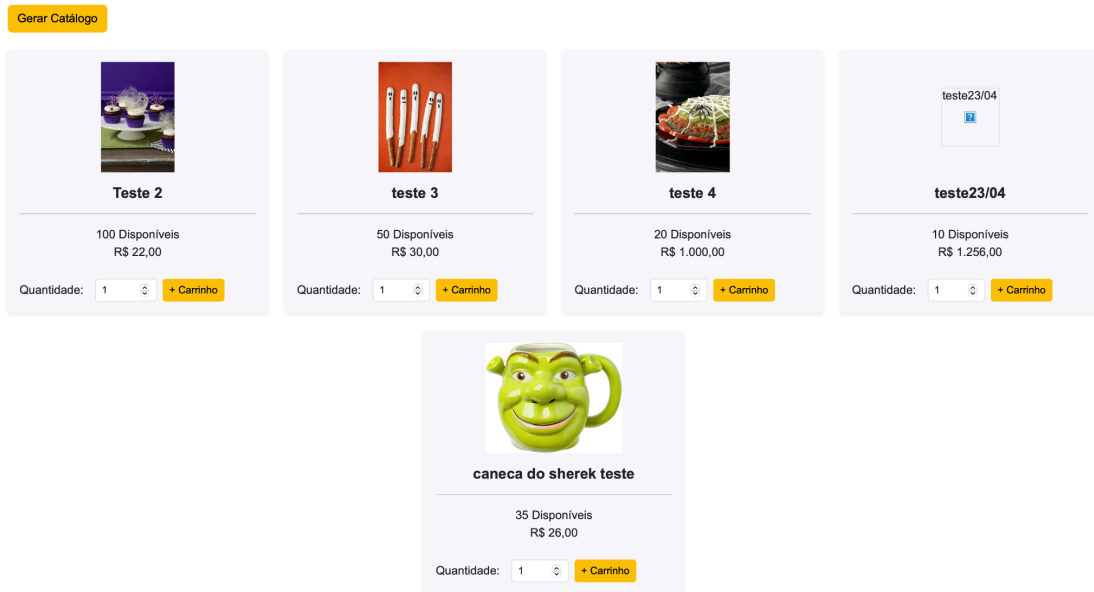 Gerar Catálogo
teste23/04
Teste 2
teste 3
teste 4
teste23/04
100 Disponíveis
50 Disponíveis
20 Disponíveis
10 Disponíveis
R$ 22,00
R$ 30,00
R$ 1.000,00
R$ 1.256,00
Quantidade: 1 + Carrinho
Quantidade: 1 + Carrinho
Quantidade: 1 + Carrinho
Quantidade: 1 + Carrinho
caneca do sherek teste
35 Disponíveis
R$ 26,00
Quantidade: 1 + Carrinho